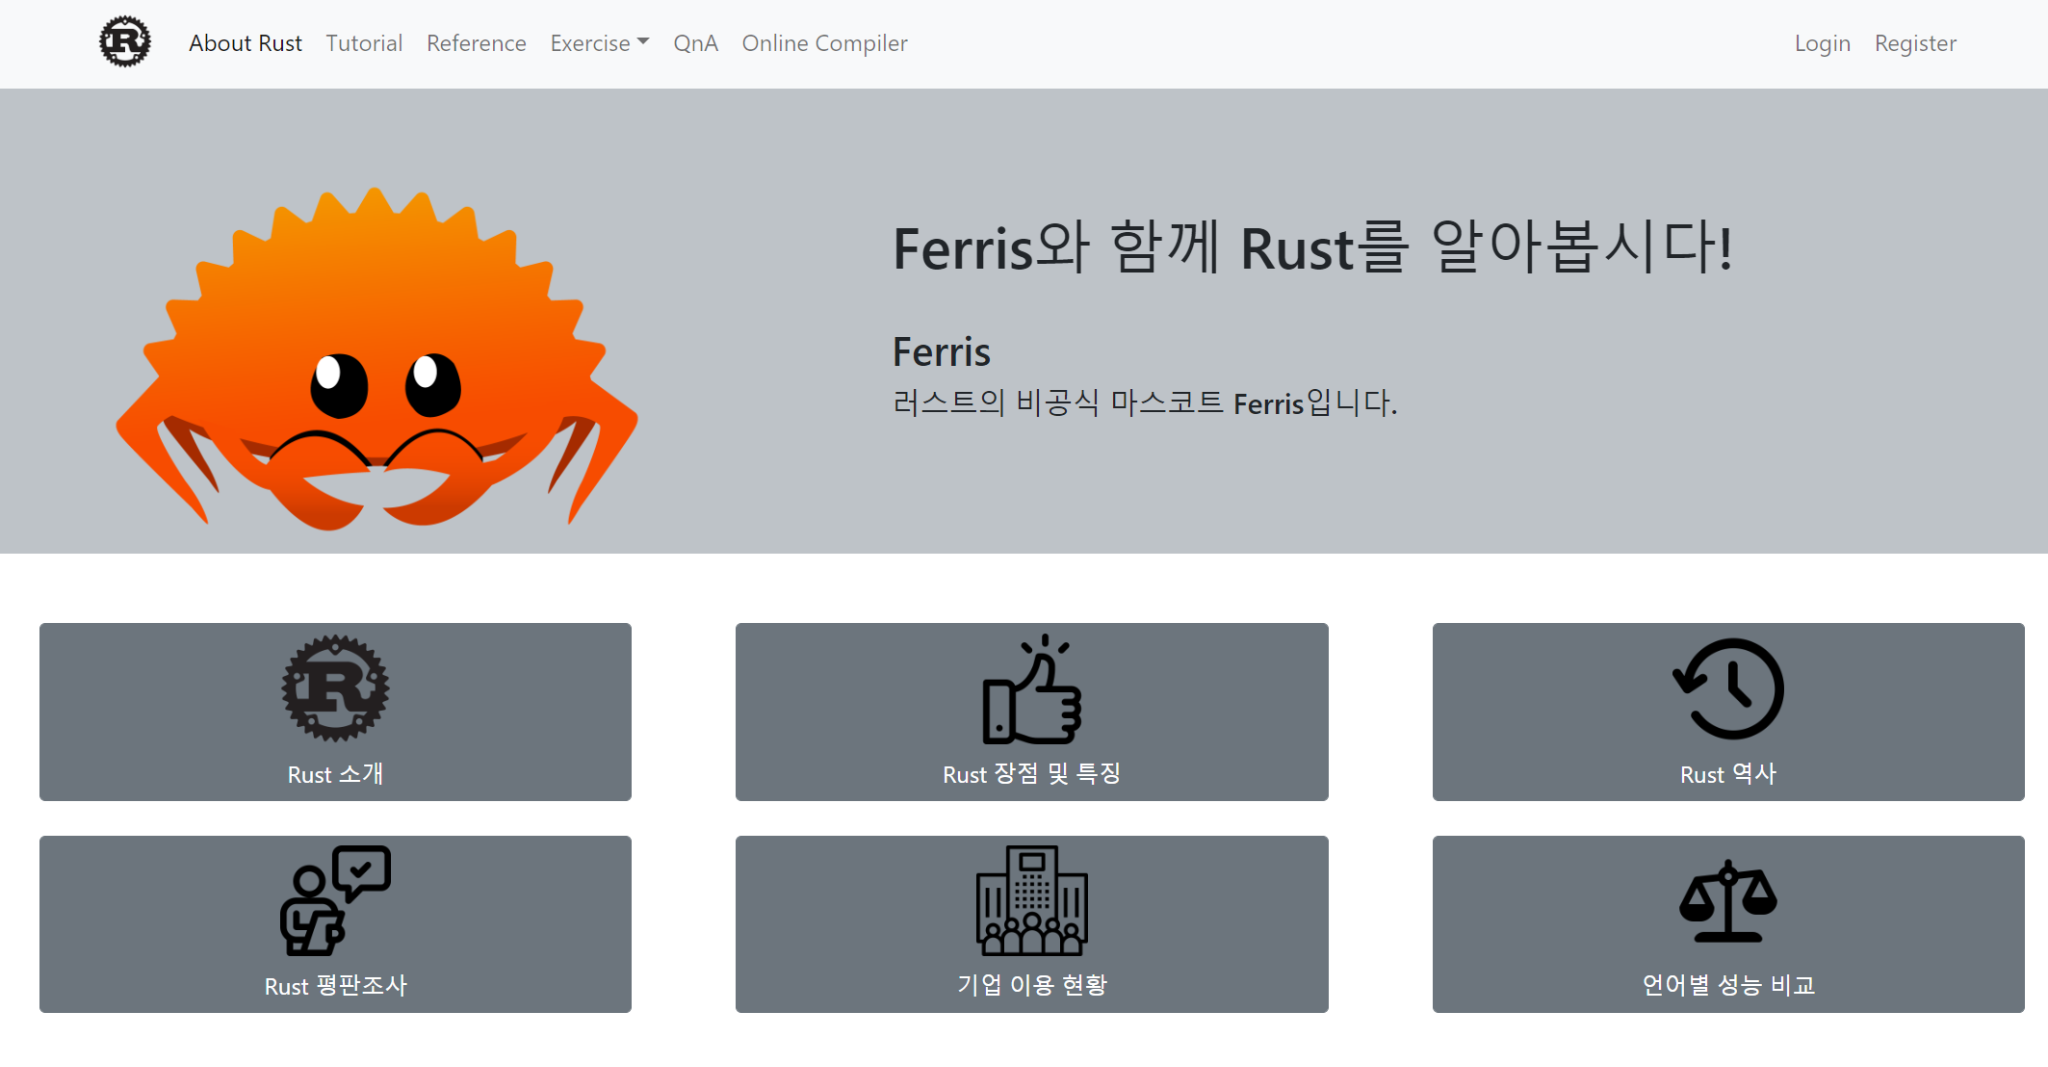 R
About Rust Tutorial Reference Exercise QnA Online Compiler Login Register
Ferris와 함께 Rust를 알아봅시다!
Ferris
러스트의 비공식 마스코트 Ferris입니다.
R
Rust 소개
Rust 장점 및 특징
Rust 역사
Rust 평판조사
기업 이용 현황
언어별 성능 비교